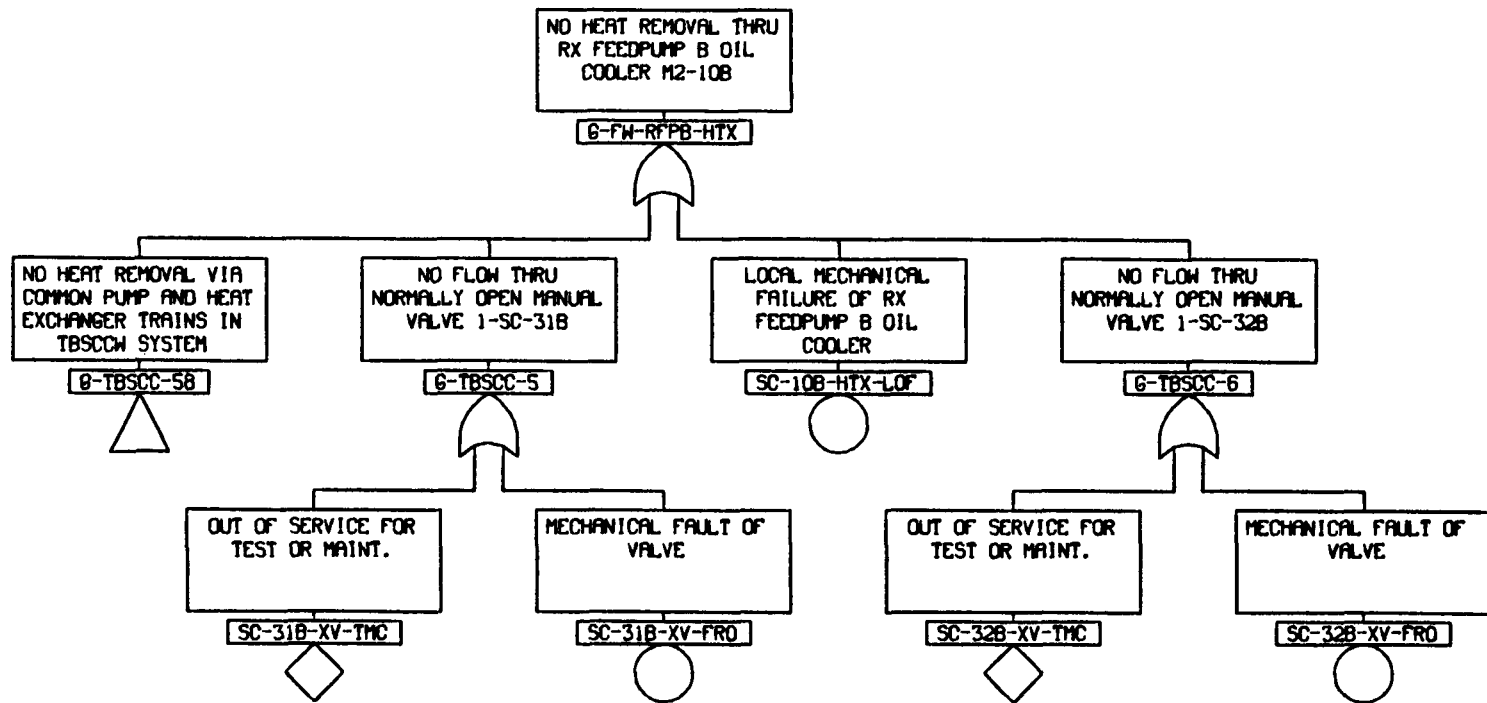 NO HEAT REMOVAL THRU
RX FEEDPUMP B OIL
COOLER M2-10B
G-FW-RFPB-HTX
NO HEAT REMOVAL VIA
COMMON PUMP AND HEAT
EXCHANGER TRAINS IN
TBSCCW SYSTEM
G-TBSCC-58
NO FLOW THRU
NORMALLY OPEN MANUAL
VALVE 1-SC-31B
G-TBSCC-5
LOCAL MECHANICAL
FAILURE OF RX
FEEDPUMP B OIL
COOLER
SC-10B-HTX-LOF
NO FLOW THRU
NORMALLY OPEN MANUAL
VALVE 1-SC-32B
G-TBSCC-6
OUT OF SERVICE FOR
TEST OR MAINT.
SC-31B-XV-TMC
MECHANICAL FAULT OF
VALVE
SC-31B-XV-FRO
OUT OF SERVICE FOR
TEST OR MAINT.
SC-32B-XV-TMC
MECHANICAL FAULT OF
VALVE
SC-32B-XV-FRO